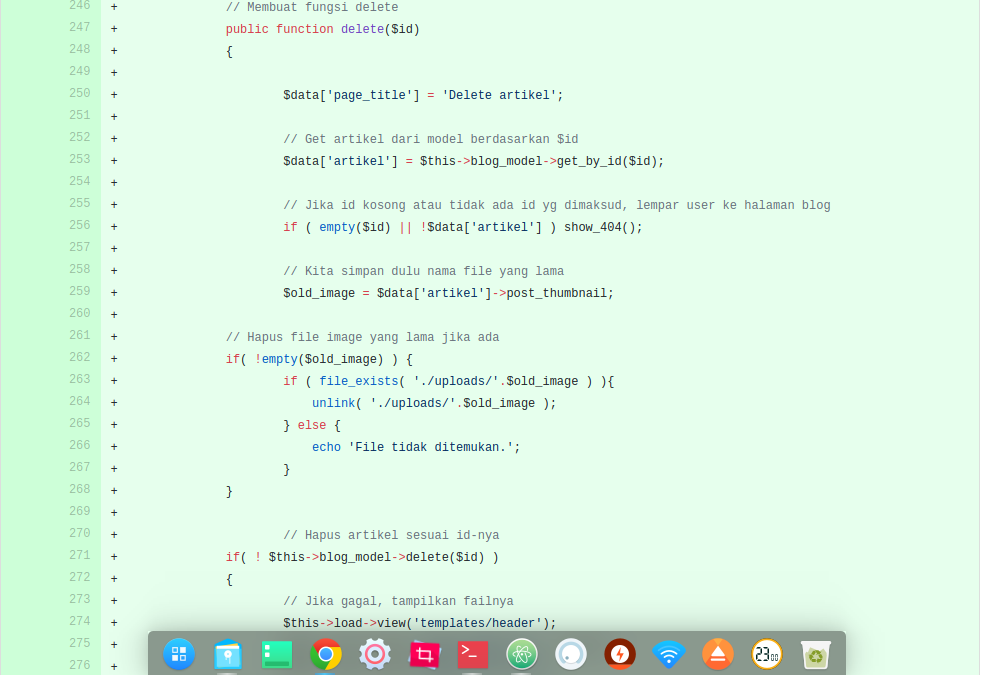 246 + // Membuat fungsi delete
247 + public function delete($id)
248 + {
249 +
250 + $data['page_title'] = 'Delete artikel';
251 +
252 + // Get artikel dari model berdasarkan $id
253 + $data['artikel'] = $this->blog_model->get_by_id($id);
254 +
255 + // Jika id kosong atau tidak ada id yg dimaksud, lempar user ke halaman blog
256 + if ( empty($id) || !$data['artikel'] ) show_404();
257 +
258 + // Kita simpan dulu nama file yang lama
259 + $old_image = $data['artikel']->post_thumbnail;
260 +
261 + // Hapus file image yang lama jika ada
262 + if( !empty($old_image) ) {
263 + if ( file_exists( './uploads/'.$old_image ) ){
264 + unlink( './uploads/'.$old_image );
265 + } else {
266 + echo 'File tidak ditemukan.';
267 + }
268 + }
269 +
270 + // Hapus artikel sesuai id-nya
271 + if( ! $this->blog_model->delete($id) )
272 + {
273 + // Jika gagal, tampilkan failnya
274 + $this->load->view('templates/header');
275 +
276 +
23:00